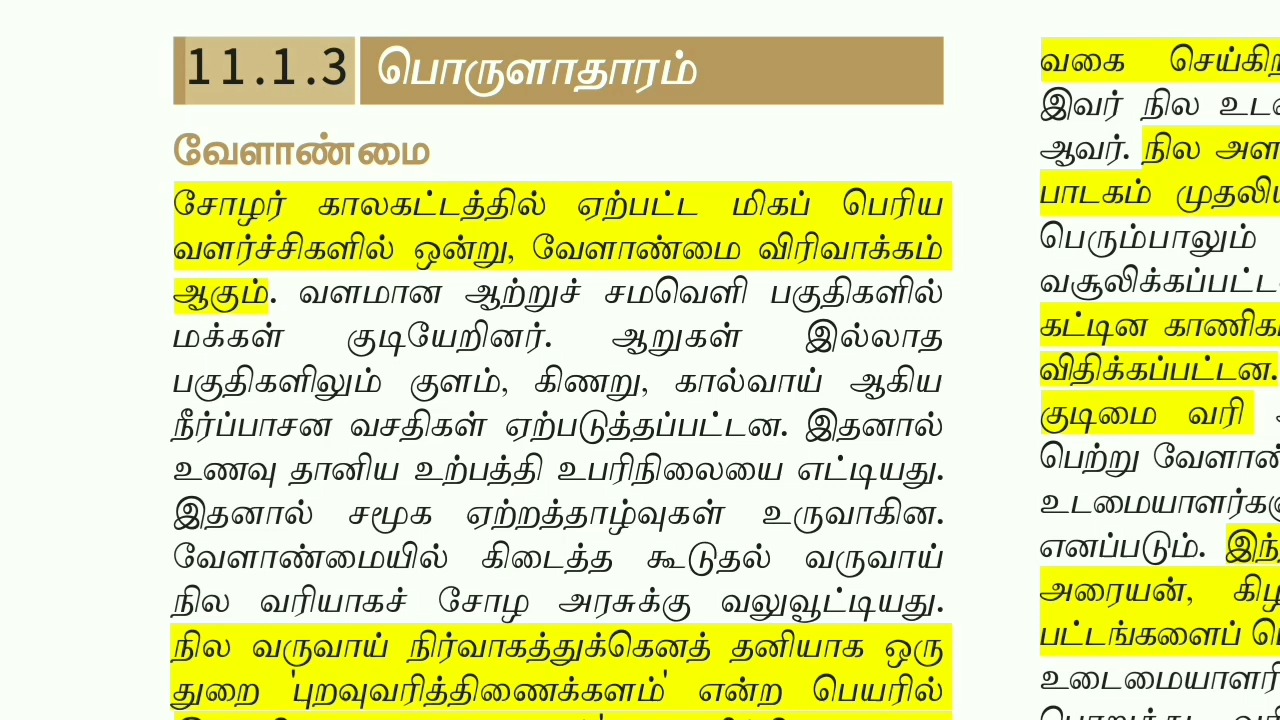 11.1.3 பொருளாதாரம்
வேளாண்மை
சோழர் காலகட்டத்தில் ஏற்பட்ட மிகப் பெரிய
வளர்ச்சிகளில் ஒன்று, வேளாண்மை விரிவாக்கம்
ஆகும். வளமான ஆற்றுச் சமவெளி பகுதிகளில்
மக்கள் குடியேறினர். ஆறுகள் இல்லாத
பகுதிகளிலும் குளம், கிணறு, கால்வாய் ஆகிய
நீர்ப்பாசன வசதிகள் ஏற்படுத்தப்பட்டன. இதனால்
உணவு தானிய உற்பத்தி உபரிநிலையை எட்டியது.
இதனால் சமூக ஏற்றத்தாழ்வுகள் உருவாகின.
வேளாண்மையில் கிடைத்த கூடுதல் வருவாய்
நில வரியாகச் சோழ அரசுக்கு வலுவூட்டியது.
நில வருவாய் நிர்வாகத்துக்கெனத் தனியாக ஒரு
துறை 'புறவுவரித்திணைக்களம்' என்ற பெயரில்
வகை
இவர் நில
ஆவர். நில
பாடகம்
பெரும்பாலும்
கட்டின
விதிக்கப்பட்டன.
குடிமை வரி
பெற்று
எனப்படும்.
அரையன்,
பட்டங்களைப்